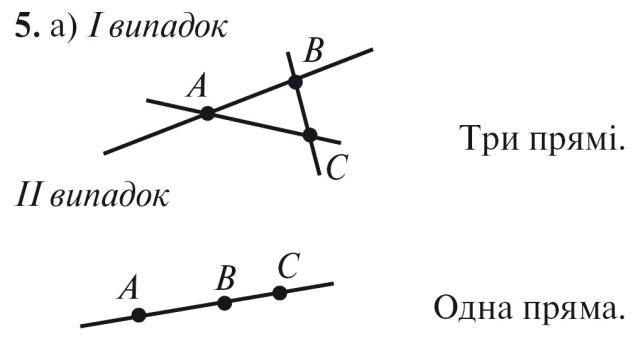 5. а) I випадок
B
A
C
Три прямі.
II випадок
A
B
C
Одна пряма.